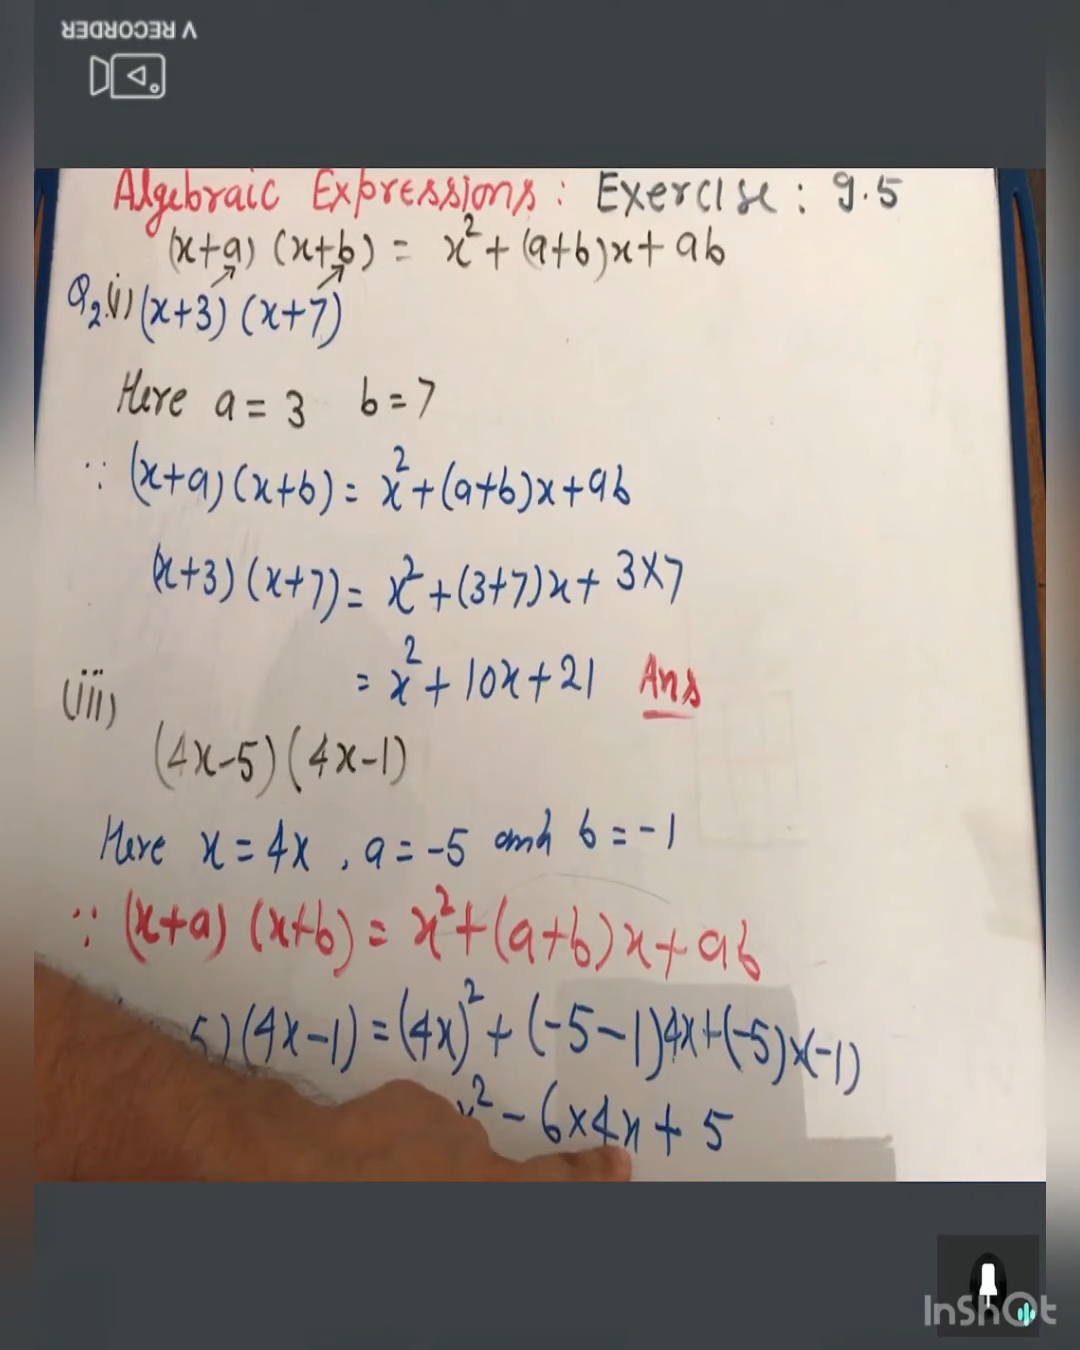 V RECORDER
Algebraic Expressions: Exercise: 9.5
(x+a) (x+b) = x²+(a+b)x+ab
Q2.(i) (x+3) (x+7)
Here a=3 b=7
∵ (x+a)(x+b)= x²+(a+b)x+ab
(x+3)(x+7)= x²+(3+7)x+ 3×7
= x²+10x+21 Ans
(iii)
(4x-5)(4x-1)
Here x=4x, a=-5 and b=-1
∵ (x+a) (x+b)= x²+(a+b)x+ab
5)(4x-1)=(4x)²+(-5-1)4x+(-5)×(-1)
x²-6×4x+5
InShOt